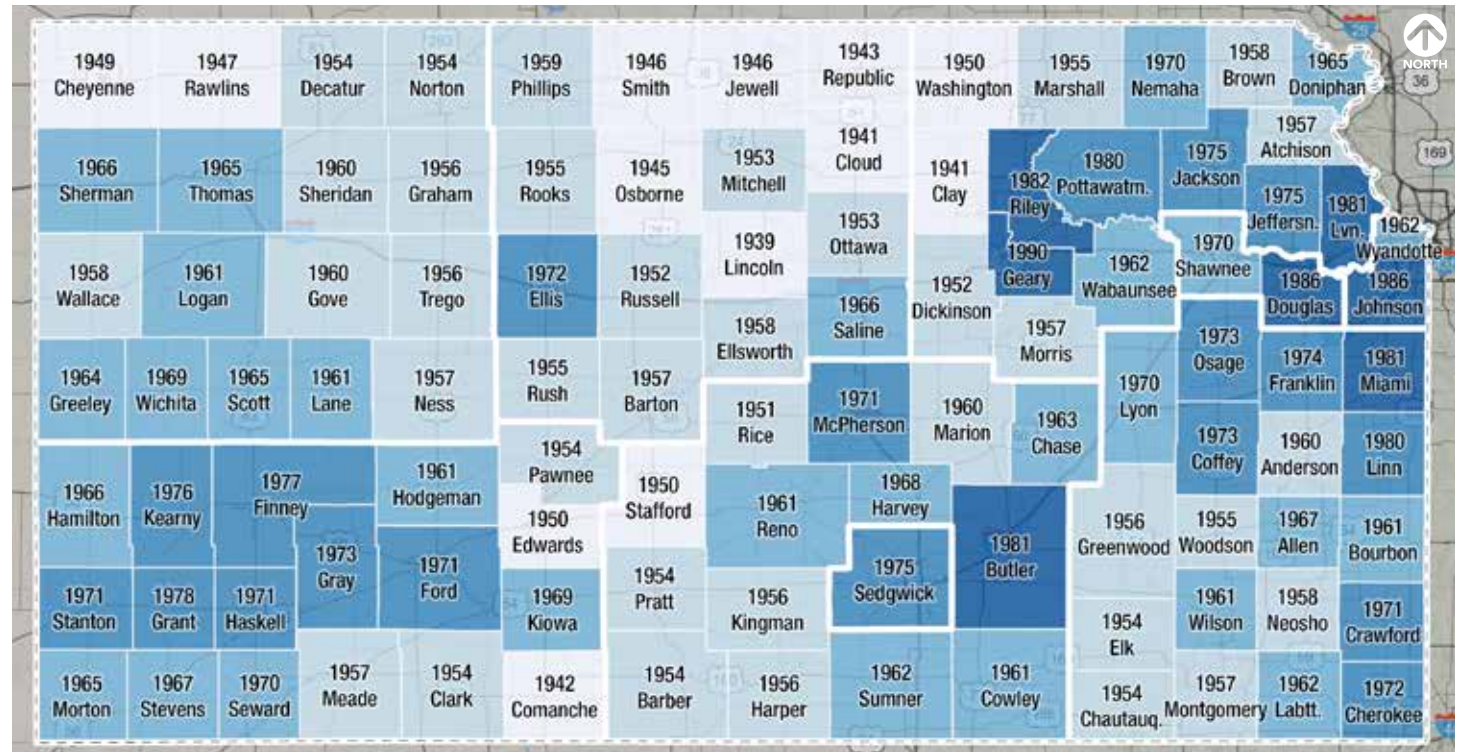 NORTH
1949
Cheyenne
1947
Rawlins
1954
Decatur
1954
Norton
1959
Phillips
1946
Smith
1946
Jewell
1943
Republic
1950
Washington
1955
Marshall
1970
Nemaha
1958
Brown
1965
Doniphan
36
1966
Sherman
1965
Thomas
1960
Sheridan
1956
Graham
1955
Rooks
1945
Osborne
1953
Mitchell
1941
Cloud
1941
Clay
1982
Riley
1980
Pottawatm.
1975
Jackson
1957
Atchison
169
1975
Jeffersn.
1981
Lvn.
1962
Wyandotte
1958
Wallace
1961
Logan
1960
Gove
1956
Trego
1972
Ellis
1952
Russell
1939
Lincoln
1953
Ottawa
1966
Saline
1952
Dickinson
1990
Geary
1962
Wabaunsee
1970
Shawnee
1986
Douglas
1986
Johnson
1964
Greeley
1969
Wichita
1965
Scott
1961
Lane
1957
Ness
1955
Rush
1957
Barton
1958
Ellsworth
1951
Rice
1971
McPherson
1960
Marion
1957
Morris
1963
Chase
1970
Lyon
1973
Osage
1974
Franklin
1981
Miami
1973
Coffey
1960
Anderson
1980
Linn
1966
Hamilton
1976
Kearny
1977
Finney
1961
Hodgeman
1954
Pawnee
1950
Edwards
1950
Stafford
1961
Reno
1968
Harvey
1981
Butler
1956
Greenwood
1955
Woodson
1967
Allen
1961
Bourbon
1971
Stanton
1978
Grant
1971
Haskell
1973
Gray
1971
Ford
1969
Kiowa
1954
Pratt
1956
Kingman
1975
Sedgwick
1954
Elk
1961
Wilson
1958
Neosho
1971
Crawford
1965
Morton
1967
Stevens
1970
Seward
1957
Meade
1954
Clark
1942
Comanche
1954
Barber
1956
Harper
1962
Sumner
1961
Cowley
1954
Chautauq.
1957
Montgomery
1962
Labtt.
1972
Cherokee